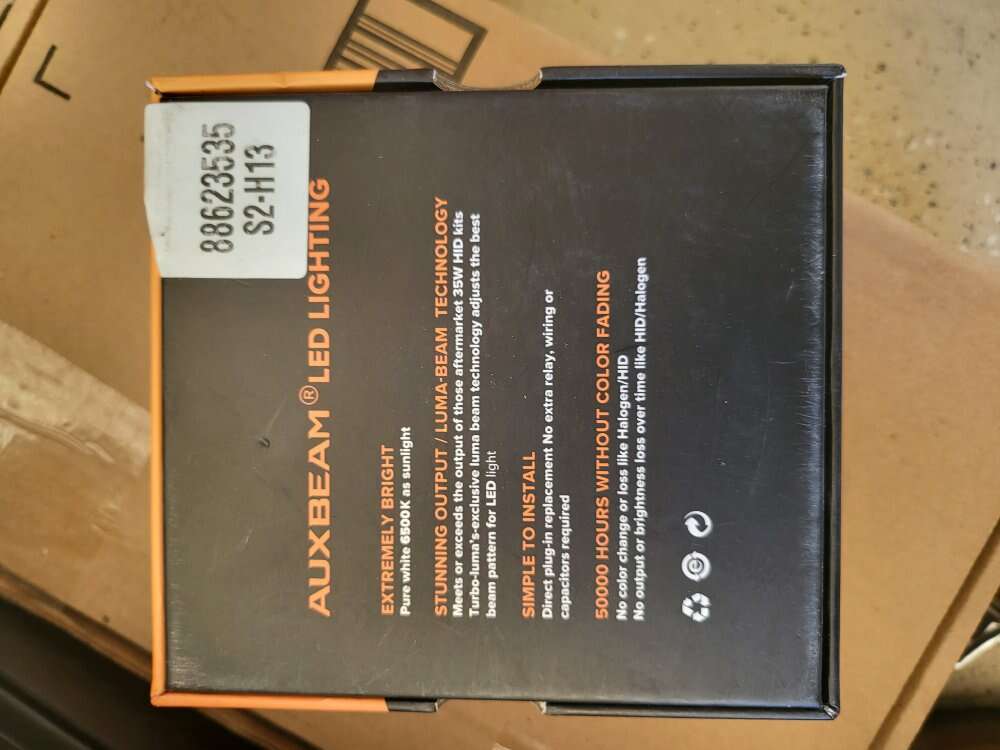 88623535
S2-H13
AUXBEAM® LED LIGHTING
EXTREMELY BRIGHT
Pure white 6500K as sunlight
STUNNING OUTPUT / LUMA-BEAM TECHNOLOGY
Meets or exceeds the output of those aftermarket 35W HID kits
Turbo-luma's-exclusive luma beam technology adjusts the best
beam pattern for LED light
SIMPLE TO INSTALL
Direct plug-in replacement No extra relay, wiring or
capacitors required
50000 HOURS WITHOUT COLOR FADING
No color change or loss like Halogen/HID
No output or brightness loss over time like HID/Halogen